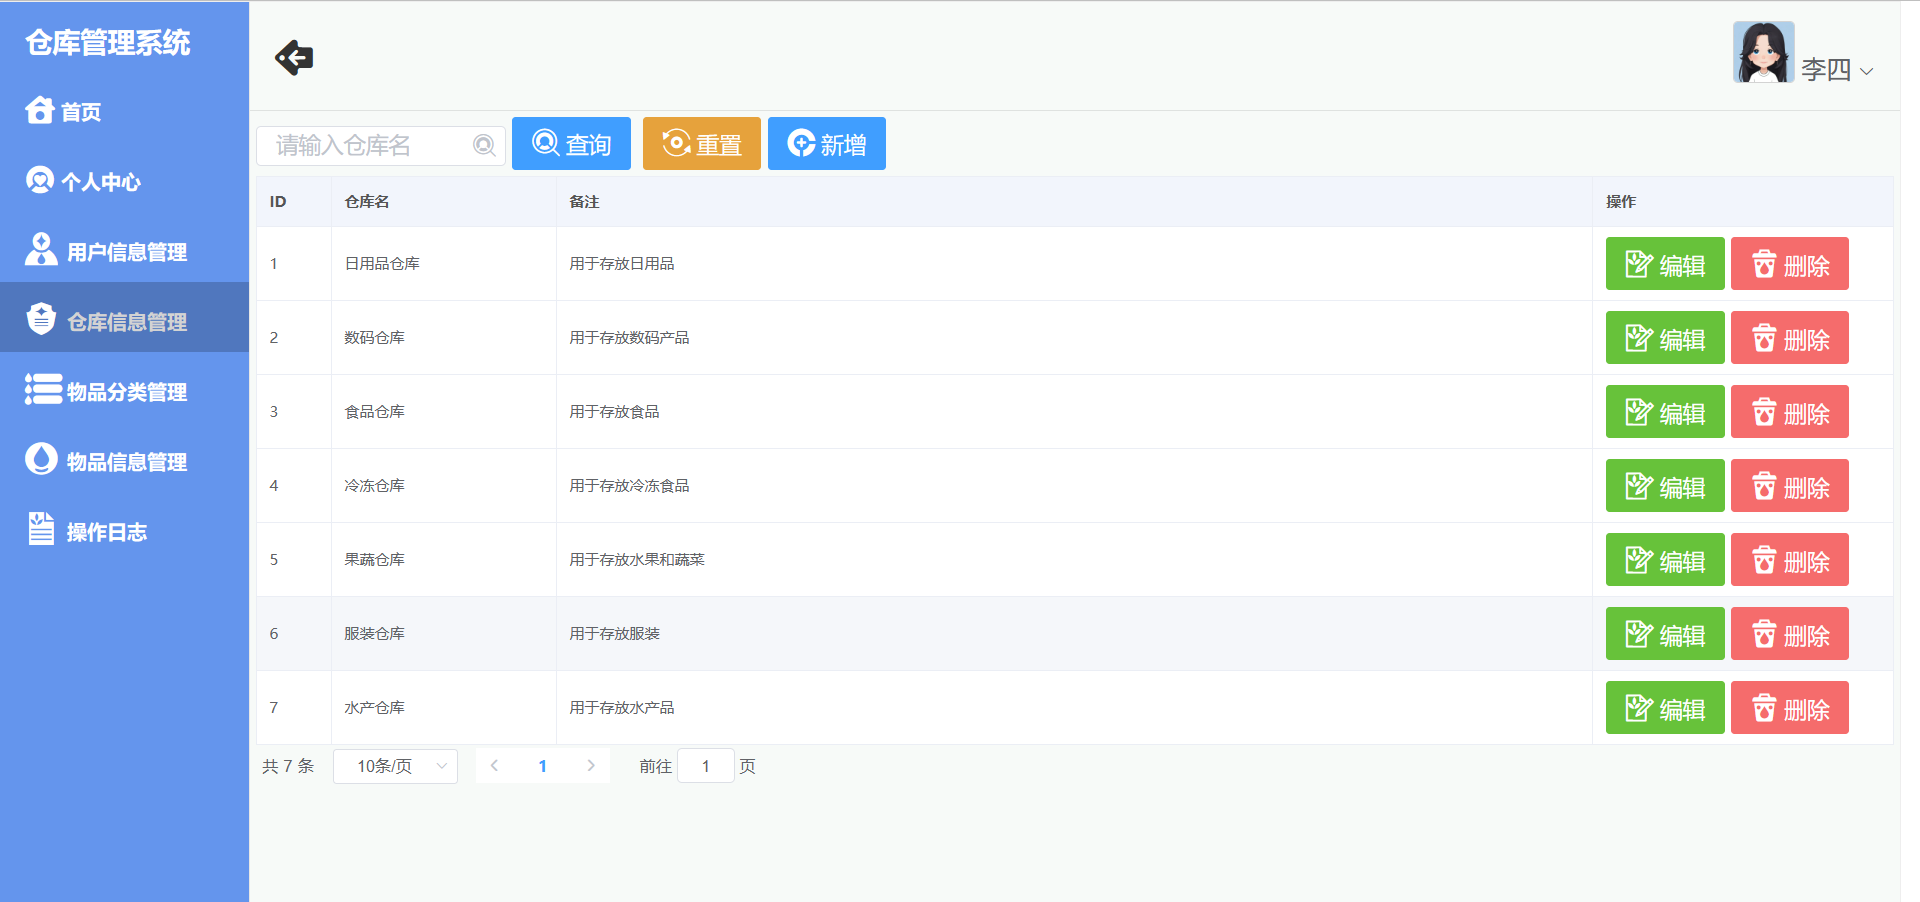 仓库管理系统
首页
个人中心
用户信息管理
仓库信息管理
物品分类管理
物品信息管理
操作日志
李四
请输入仓库名 查询 重置 新增
ID 仓库名 备注 操作
1 日用品仓库 用于存放日用品 编辑 删除
2 数码仓库 用于存放数码产品 编辑 删除
3 食品仓库 用于存放食品 编辑 删除
4 冷冻仓库 用于存放冷冻食品 编辑 删除
5 果蔬仓库 用于存放水果和蔬菜 编辑 删除
6 服装仓库 用于存放服装 编辑 删除
7 水产仓库 用于存放水产品 编辑 删除
共 7 条 10条/页 1 前往 1 页